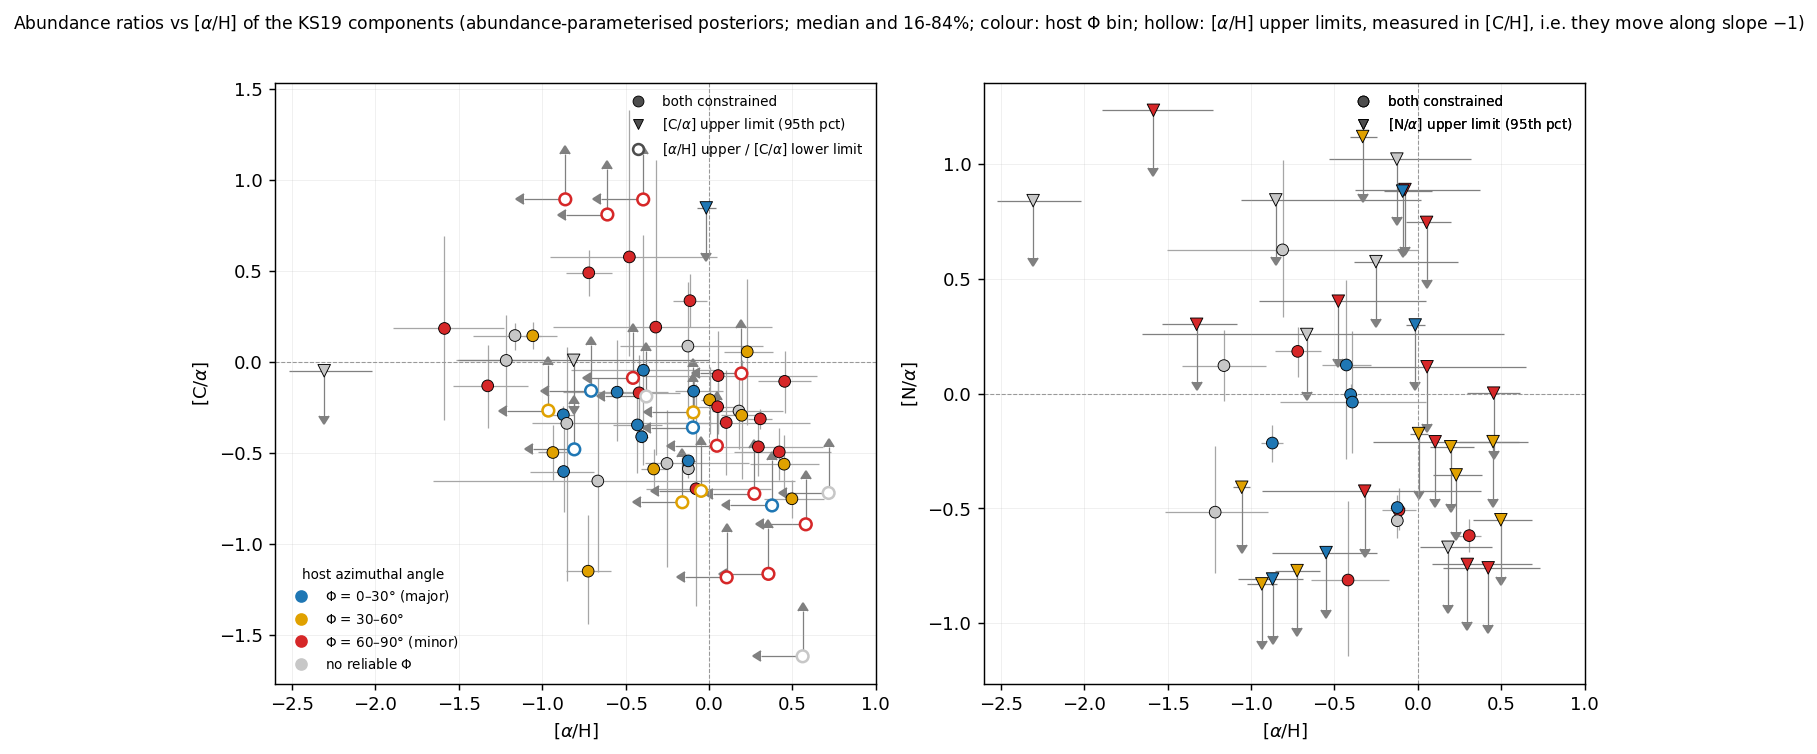 Abundance ratios vs [α/H] of the KS19 components (abundance-parameterised posteriors; median and 16-84%; colour: host Φ bin; hollow: [α/H] upper limits, measured in [C/H], i.e. they move along slope −1)
both constrained
[C/α] upper limit (95th pct)
[α/H] upper / [C/α] lower limit
host azimuthal angle
Φ = 0–30° (major)
Φ = 30–60°
Φ = 60–90° (minor)
no reliable Φ
1.5
1.0
0.5
0.0
−0.5
−1.0
−1.5
[C/α]
−2.5 −2.0 −1.5 −1.0 −0.5 0.0 0.5 1.0
[α/H]
both constrained
[N/α] upper limit (95th pct)
1.0
0.5
0.0
−0.5
−1.0
[N/α]
−2.5 −2.0 −1.5 −1.0 −0.5 0.0 0.5 1.0
[α/H]